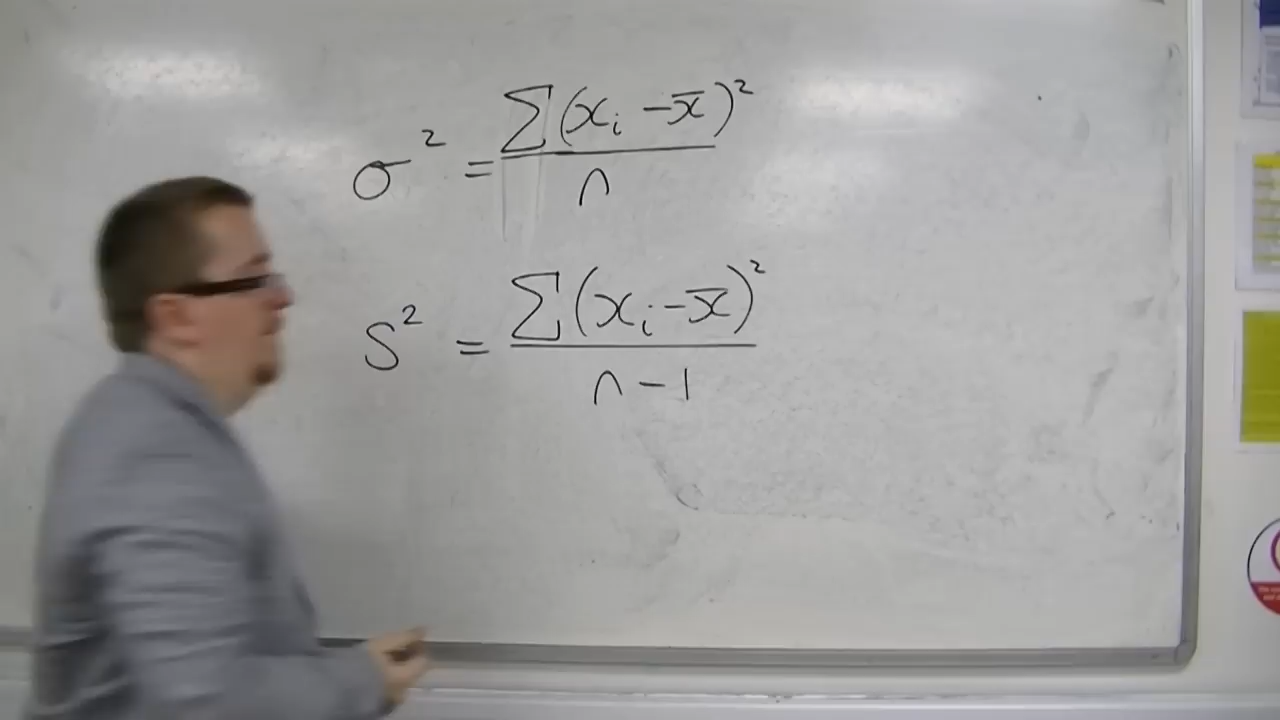 σ² = ∑(xᵢ - x̄)² / n
S² = ∑(xᵢ - x̄)² / n - 1